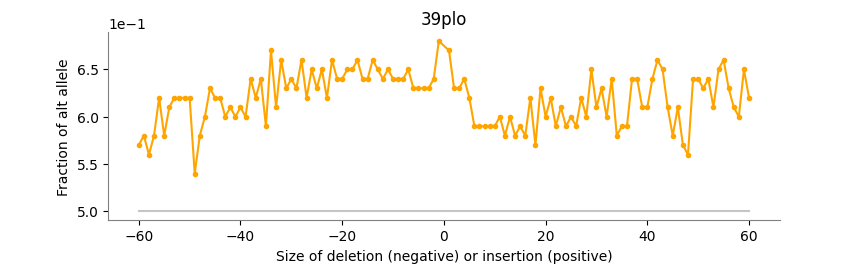 39plo
1e−1
Fraction of alt allele
6.5
6.0
5.5
5.0
−60 −40 −20 0 20 40 60
Size of deletion (negative) or insertion (positive)